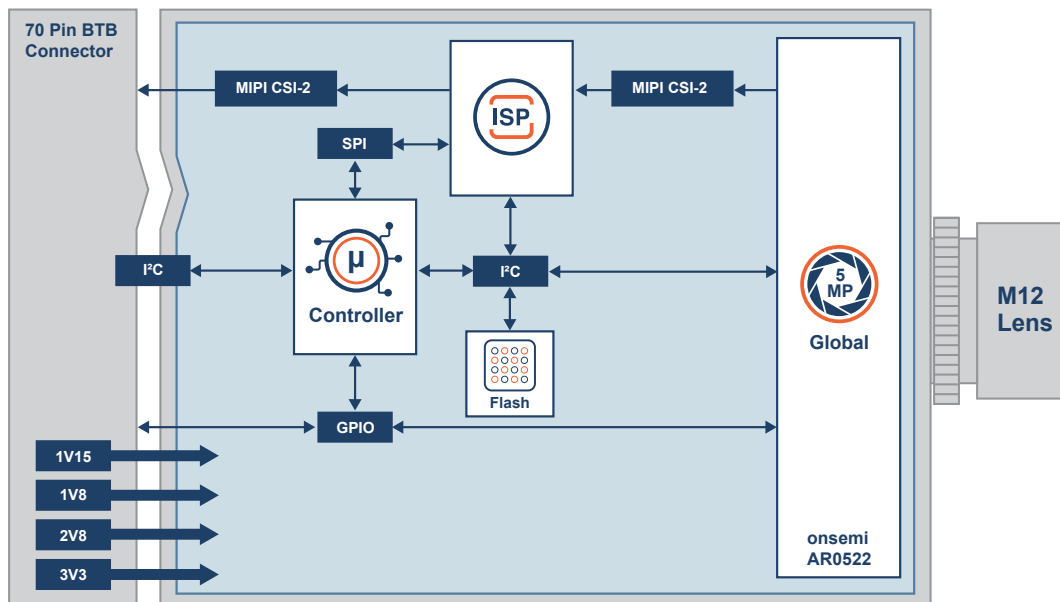 70 Pin BTB
Connector
MIPI CSI-2
ISP
MIPI CSI-2
SPI
I²C
µ
Controller
I²C
5
MP
Global
M12
Lens
Flash
GPIO
1V15
1V8
2V8
3V3
onsemi
AR0522